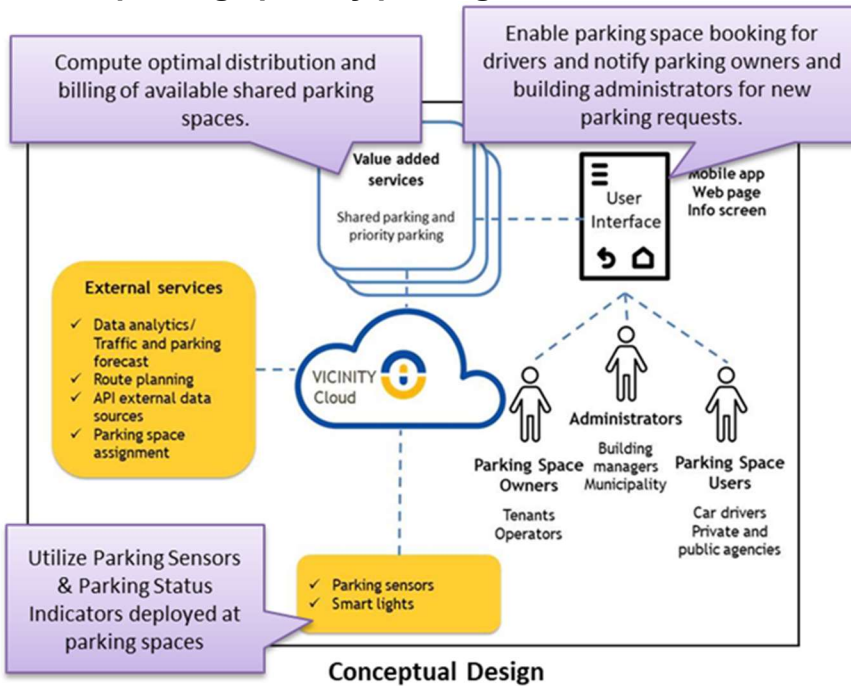 Compute optimal distribution and
billing of available shared parking
spaces.
Enable parking space booking for
drivers and notify parking owners and
building administrators for new
parking requests.
Value added
services
Shared parking and
priority parking
User
Interface
Mobile app
Web page
Info screen
External services
✓ Data analytics/
Traffic and parking
forecast
✓ Route planning
✓ API external data
sources
✓ Parking space
assignment
VICINITY
Cloud
Administrators
Building
managers
Municipality
Parking Space
Owners
Tenants
Operators
Parking Space
Users
Car drivers
Private and
public agencies
Utilize Parking Sensors
& Parking Status
Indicators deployed at
parking spaces
✓ Parking sensors
✓ Smart lights
Conceptual Design